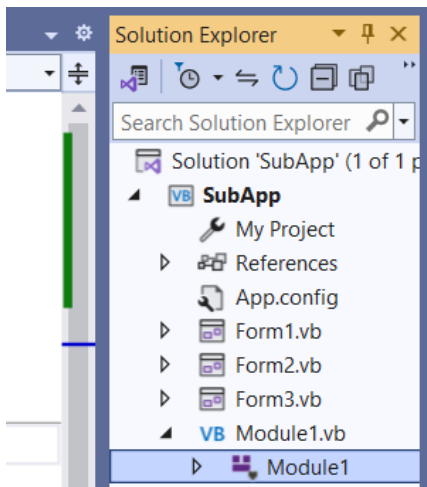 Solution Explorer
Search Solution Explorer
Solution 'SubApp' (1 of 1 p
VB SubApp
My Project
References
App.config
Form1.vb
Form2.vb
Form3.vb
VB Module1.vb
Module1